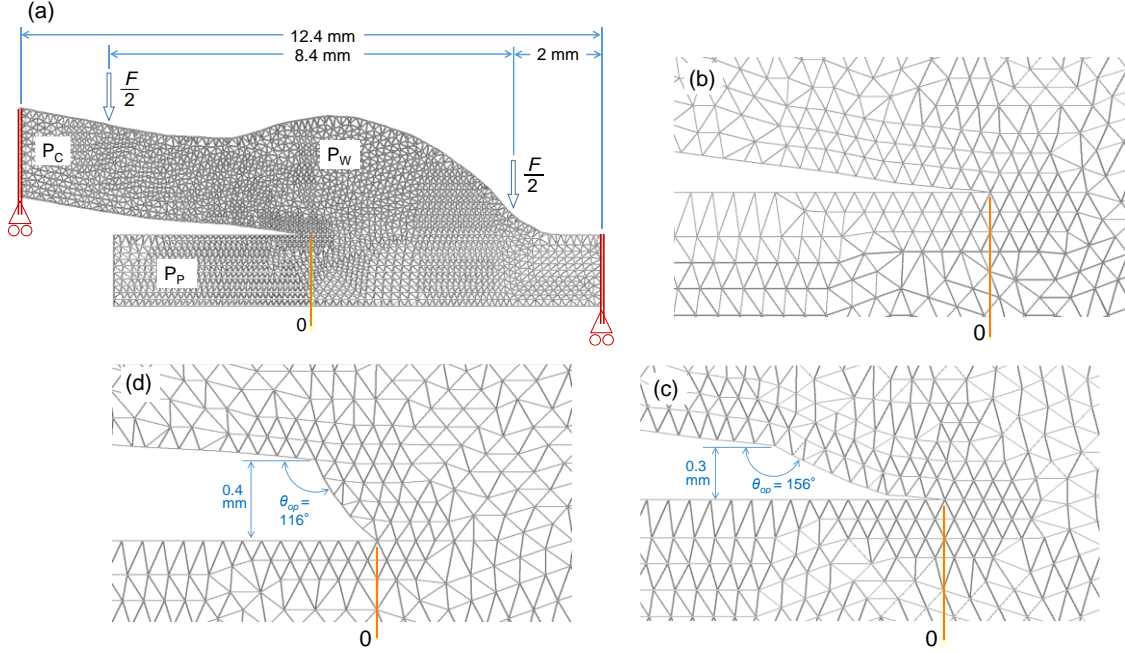 (a)
12.4 mm
8.4 mm
2 mm
F
2
P_C
P_W
F
2
P_P
0
(b)
0
(d)
0.4
mm
θ_op =
116°
0
(c)
0.3
mm
θ_op = 156°
0